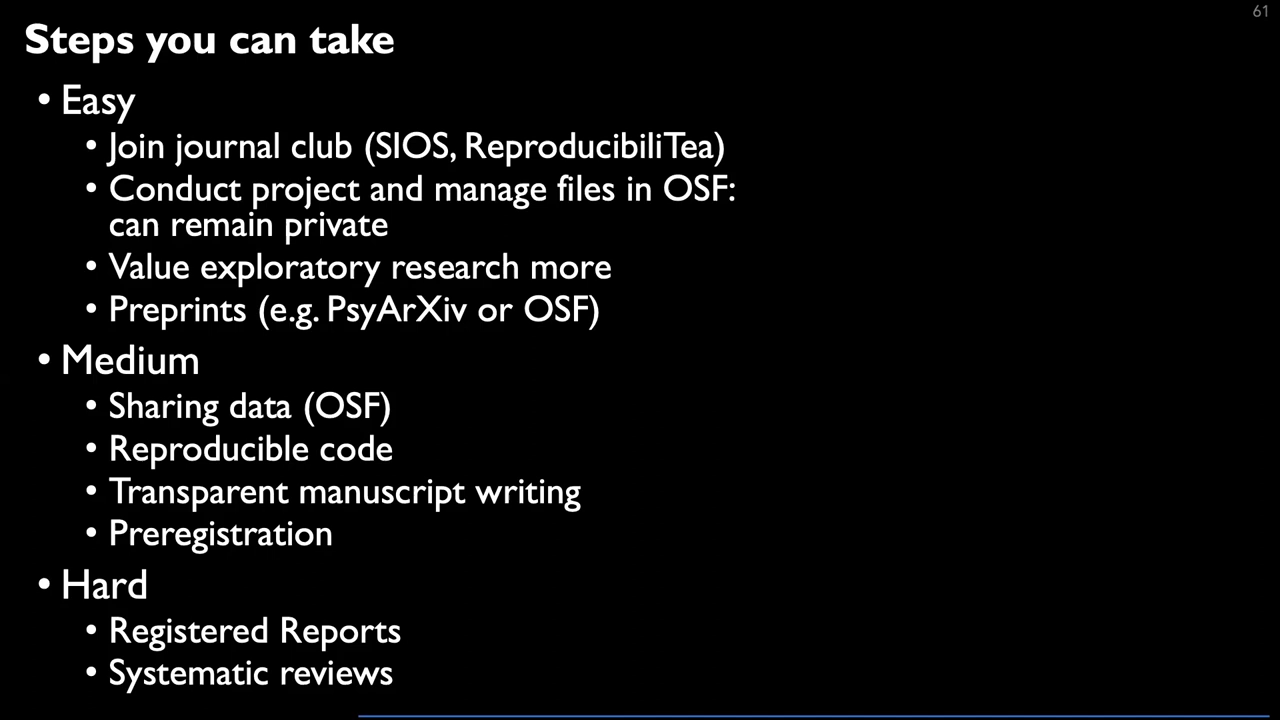 61
Steps you can take
• Easy
• Join journal club (SIOS, ReproducibiliTea)
• Conduct project and manage files in OSF:
can remain private
• Value exploratory research more
• Preprints (e.g. PsyArXiv or OSF)
• Medium
• Sharing data (OSF)
• Reproducible code
• Transparent manuscript writing
• Preregistration
• Hard
• Registered Reports
• Systematic reviews